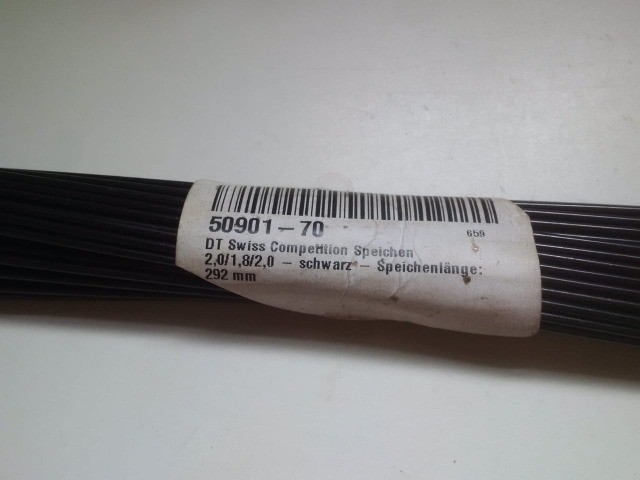 50901-70
659
DT Swiss Competition Speichen
2,0/1,8/2,0 - schwarz - Speichenlänge:
292 mm